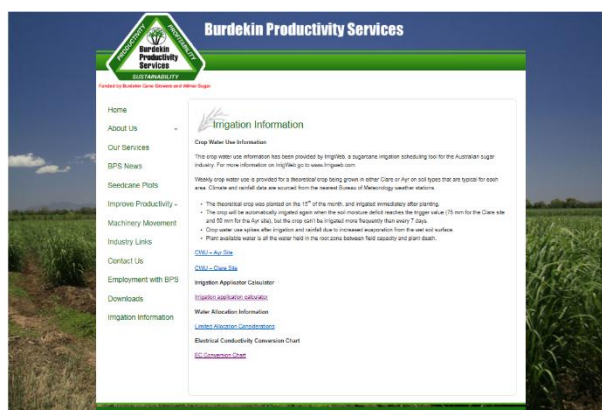 Burdekin Productivity Services
PRODUCTIVITY
PROFITABILITY
Burdekin
Productivity
Services
SUSTAINABILITY
Funded by Burdekin Cane Growers and Wilmar Sugar
Home
About Us
Our Services
BPS News
Seedcane Plots
Improve Productivity
Machinery Movement
Industry Links
Contact Us
Employment with BPS
Downloads
Irrigation Information
Irrigation Information
Crop Water Use Information
This crop water use information has been provided by IrrigWeb, a sugarcane irrigation scheduling tool for the Australian sugar
industry. For more information on IrrigWeb go to www.irrigweb.com
Weekly crop water use is provided for a theoretical crop being grown in either Clare or Ayr on soil types that are typical for each
area. Climate and rainfall data are sourced from the nearest Bureau of Meteorology weather stations.
• The theoretical crop was planted on the 15th of the month, and irrigated immediately after planting.
• The crop will be automatically irrigated again when the soil moisture deficit reaches the trigger value (75 mm for the Clare site
and 60 mm for the Ayr site), but the crop can't be irrigated more frequently than every 7 days.
• Crop water use spikes after irrigation and rainfall due to increased evaporation from the wet soil surface.
• Plant available water is all the water held in the root zone between field capacity and plant death.
CWU – Ayr Site
CWU – Clare Site
Irrigation Applicator Calculator
Irrigation application calculator
Water Allocation Information
Limited Allocation Considerations
Electrical Conductivity Conversion Chart
EC Conversion Chart